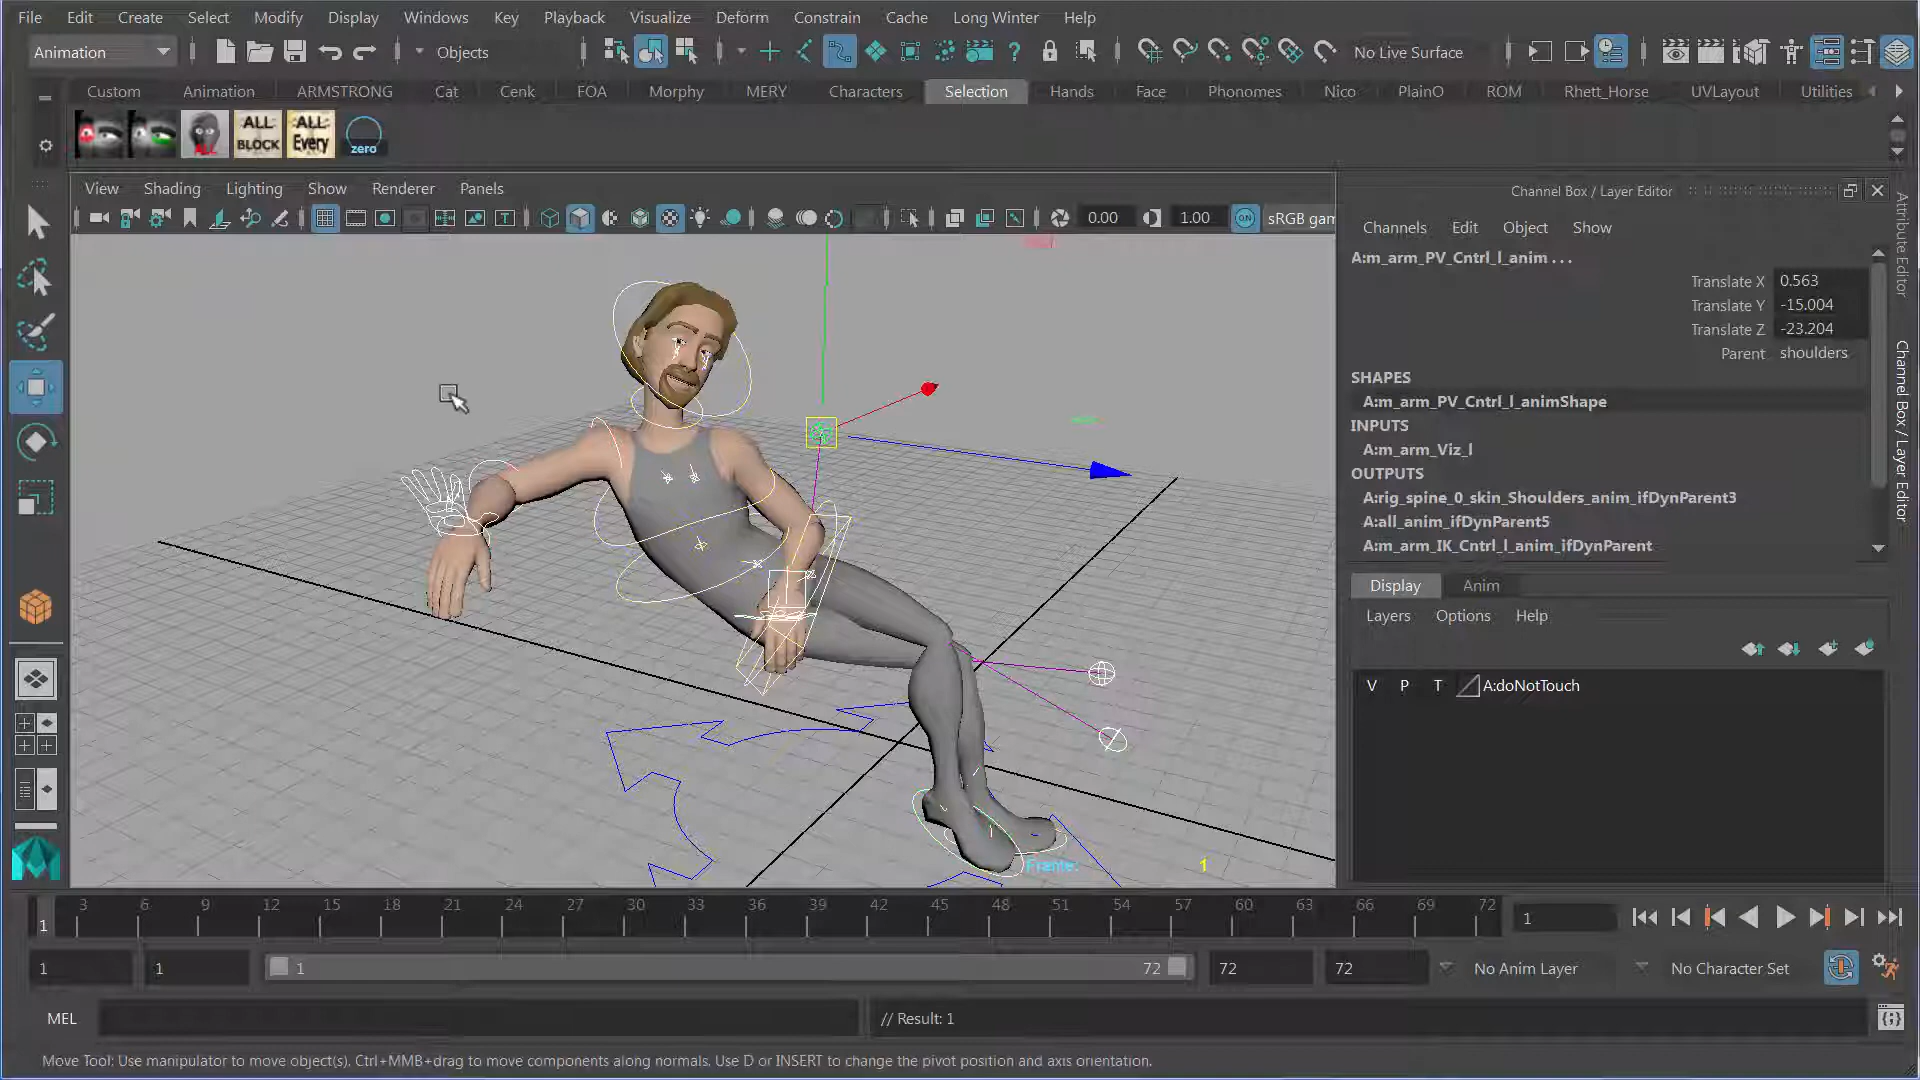 File Edit Create Select Modify Display Windows Key Playback Visualize Deform Constrain Cache Long Winter Help
Animation Objects No Live Surface
Custom Animation ARMSTRONG Cat Cenk FOA Morphy MERY Characters Selection Hands Face Phonomes Nico PlainO ROM Rhett_Horse UVLayout Utilities
ALL ALL BLOCK ALL Every zero
View Shading Lighting Show Renderer Panels
0.00 1.00 ON sRGB gam
Channel Box / Layer Editor
Channels Edit Object Show
A:m_arm_PV_Cntrl_l_anim . . .
Translate X 0.563
Translate Y -15.004
Translate Z -23.204
Parent shoulders
SHAPES
A:m_arm_PV_Cntrl_l_animShape
INPUTS
A:m_arm_Viz_l
OUTPUTS
A:rig_spine_0_skin_Shoulders_anim_ifDynParent3
A:all_anim_ifDynParent5
A:m_arm_IK_Cntrl_l_anim_ifDynParent
Display Anim
Layers Options Help
V P T A:doNotTouch
Attribute Editor
Channel Box / Layer Editor
Frame: 1
1 3 6 9 12 15 18 21 24 27 30 33 36 39 42 45 48 51 54 57 60 63 66 69 72 1
1 1 1 72 72 72 No Anim Layer No Character Set
MEL // Result: 1
Move Tool: Use manipulator to move object(s). Ctrl+MMB+drag to move components along normals. Use D or INSERT to change the pivot position and axis orientation.